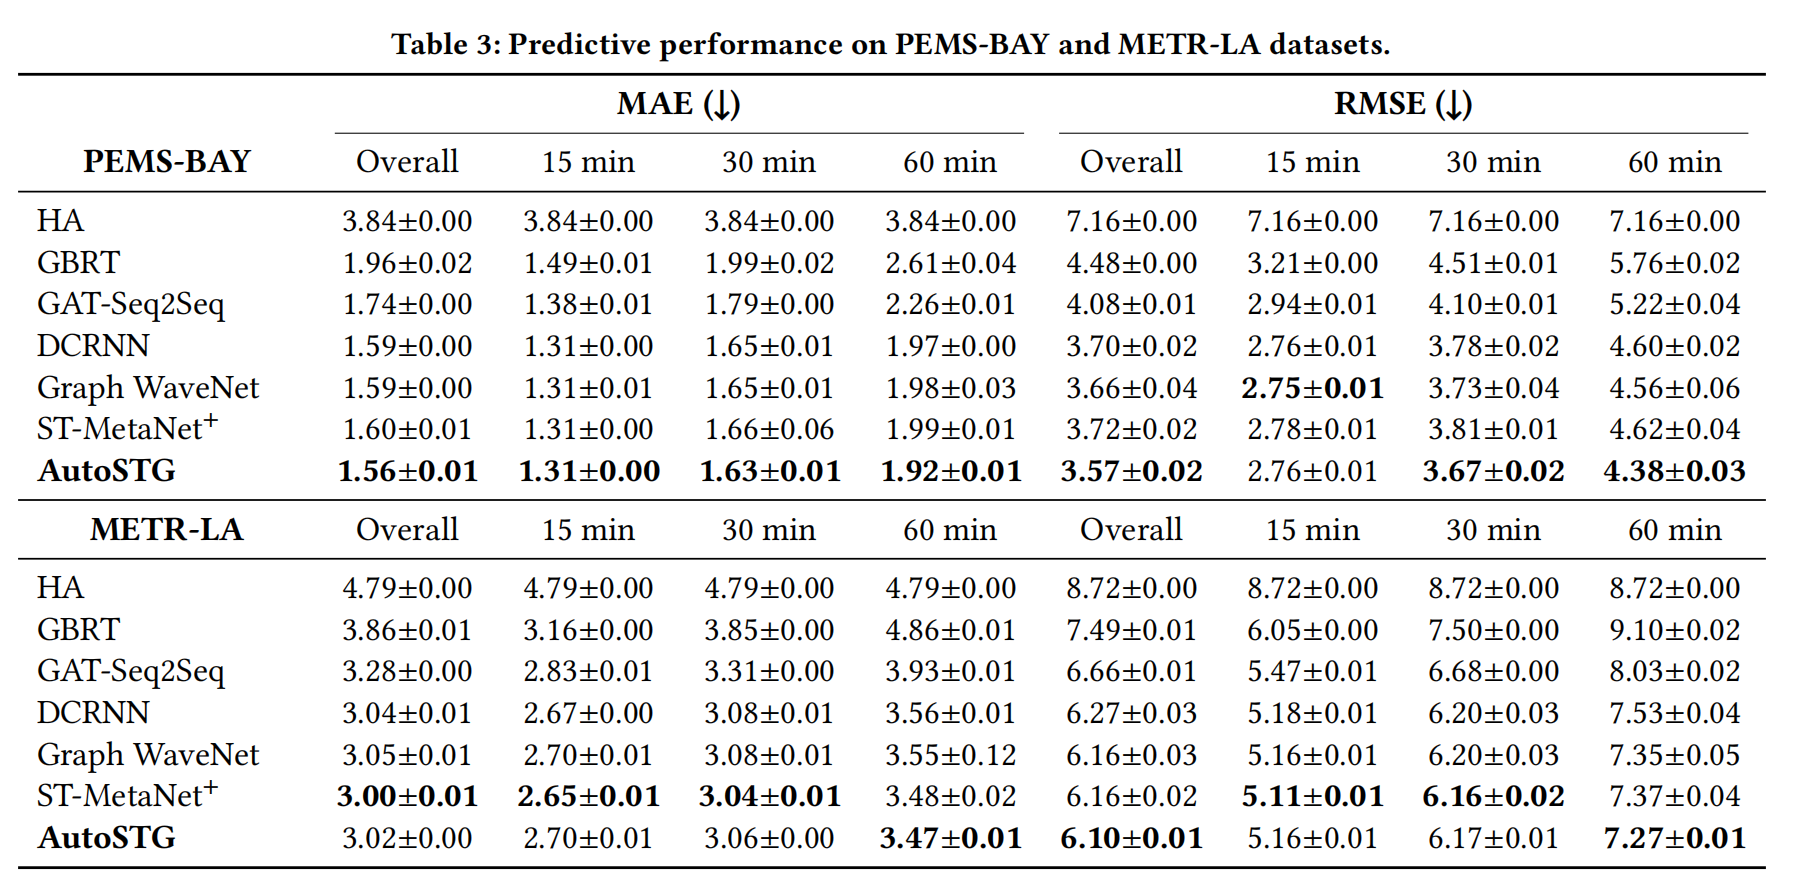 Table 3: Predictive performance on PEMS-BAY and METR-LA datasets.
MAE (↓) RMSE (↓)
PEMS-BAY Overall 15 min 30 min 60 min Overall 15 min 30 min 60 min
HA 3.84±0.00 3.84±0.00 3.84±0.00 3.84±0.00 7.16±0.00 7.16±0.00 7.16±0.00 7.16±0.00
GBRT 1.96±0.02 1.49±0.01 1.99±0.02 2.61±0.04 4.48±0.00 3.21±0.00 4.51±0.01 5.76±0.02
GAT-Seq2Seq 1.74±0.00 1.38±0.01 1.79±0.00 2.26±0.01 4.08±0.01 2.94±0.01 4.10±0.01 5.22±0.04
DCRNN 1.59±0.00 1.31±0.00 1.65±0.01 1.97±0.00 3.70±0.02 2.76±0.01 3.78±0.02 4.60±0.02
Graph WaveNet 1.59±0.00 1.31±0.01 1.65±0.01 1.98±0.03 3.66±0.04 2.75±0.01 3.73±0.04 4.56±0.06
ST-MetaNet+ 1.60±0.01 1.31±0.00 1.66±0.06 1.99±0.01 3.72±0.02 2.78±0.01 3.81±0.01 4.62±0.04
AutoSTG 1.56±0.01 1.31±0.00 1.63±0.01 1.92±0.01 3.57±0.02 2.76±0.01 3.67±0.02 4.38±0.03
METR-LA Overall 15 min 30 min 60 min Overall 15 min 30 min 60 min
HA 4.79±0.00 4.79±0.00 4.79±0.00 4.79±0.00 8.72±0.00 8.72±0.00 8.72±0.00 8.72±0.00
GBRT 3.86±0.01 3.16±0.00 3.85±0.00 4.86±0.01 7.49±0.01 6.05±0.00 7.50±0.00 9.10±0.02
GAT-Seq2Seq 3.28±0.00 2.83±0.01 3.31±0.00 3.93±0.01 6.66±0.01 5.47±0.01 6.68±0.00 8.03±0.02
DCRNN 3.04±0.01 2.67±0.00 3.08±0.01 3.56±0.01 6.27±0.03 5.18±0.01 6.20±0.03 7.53±0.04
Graph WaveNet 3.05±0.01 2.70±0.01 3.08±0.01 3.55±0.12 6.16±0.03 5.16±0.01 6.20±0.03 7.35±0.05
ST-MetaNet+ 3.00±0.01 2.65±0.01 3.04±0.01 3.48±0.02 6.16±0.02 5.11±0.01 6.16±0.02 7.37±0.04
AutoSTG 3.02±0.00 2.70±0.01 3.06±0.00 3.47±0.01 6.10±0.01 5.16±0.01 6.17±0.01 7.27±0.01